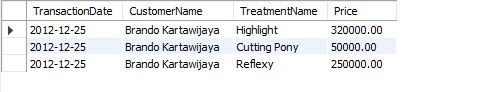 TransactionDate CustomerName TreatmentName Price
2012-12-25 Brando Kartawijaya Highlight 320000.00
2012-12-25 Brando Kartawijaya Cutting Pony 50000.00
2012-12-25 Brando Kartawijaya Reflexy 250000.00